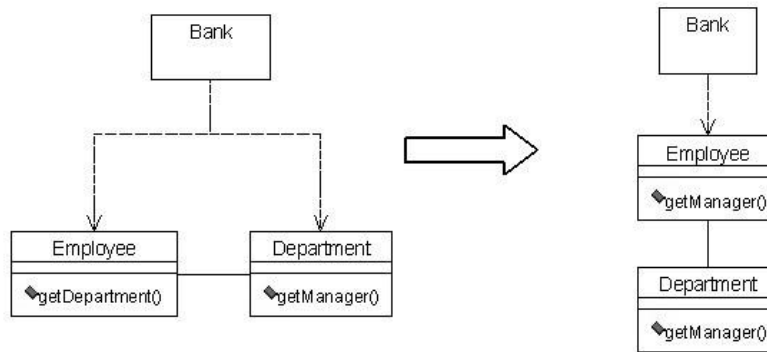 Bank
Employee
getDepartment()
Department
getManager()
Bank
Employee
getManager()
Department
getManager()